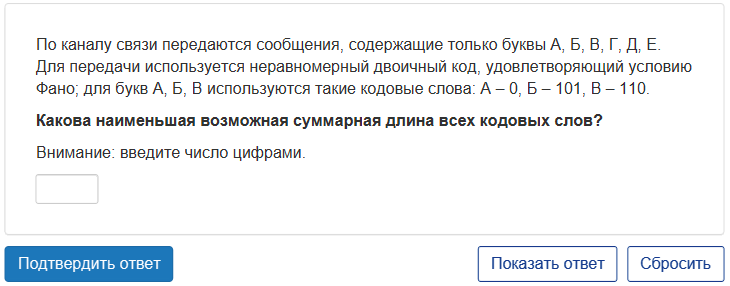 По каналу связи передаются сообщения, содержащие только буквы А, Б, В, Г, Д, Е.
Для передачи используется неравномерный двоичный код, удовлетворяющий условию
Фано; для букв А, Б, В используются такие кодовые слова: А – 0, Б – 101, В – 110.
Какова наименьшая возможная суммарная длина всех кодовых слов?
Внимание: введите число цифрами.
Подтвердить ответ
Показать ответ
Сбросить